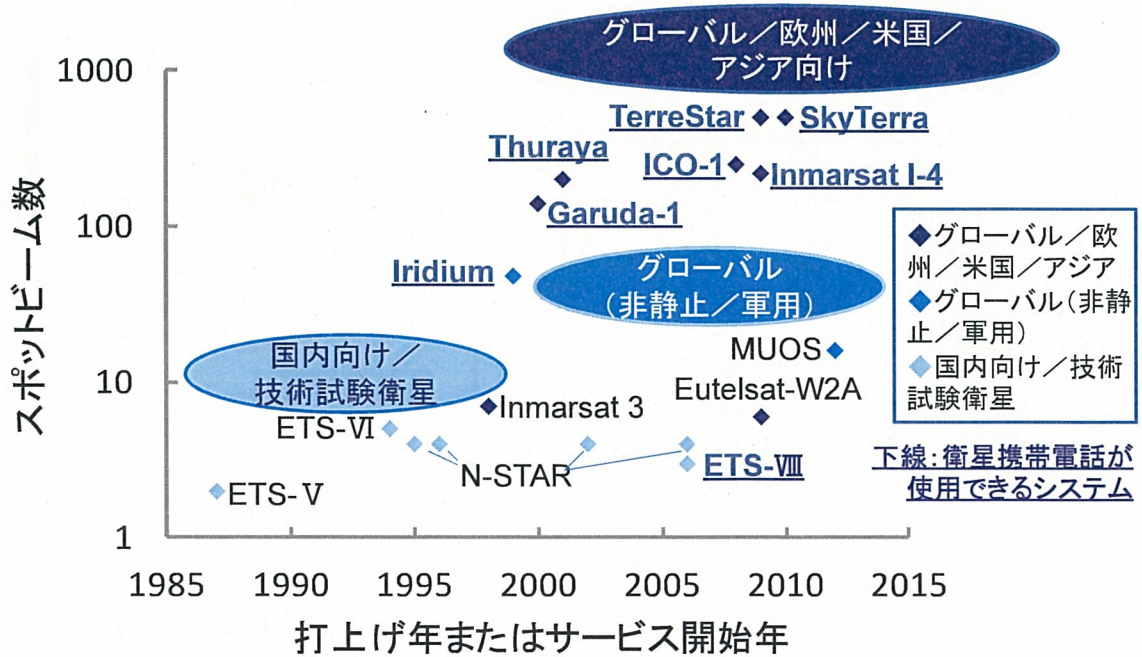 グローバル／欧州／米国／
アジア向け
1000
TerreStar
SkyTerra
Thuraya
ICO-1
Inmarsat I-4
Garuda-1
100
Iridium
グローバル
（非静止／軍用）
国内向け／
技術試験衛星
MUOS
10
Eutelsat-W2A
Inmarsat 3
ETS-Ⅵ
N-STAR
ETS-Ⅷ
ETS-Ⅴ
1
スポットビーム数
1985
1990
1995
2000
2005
2010
2015
打上げ年またはサービス開始年
グローバル／欧
州／米国／アジア
グローバル（非静
止／軍用）
国内向け／技術
試験衛星
下線：衛星携帯電話が
使用できるシステム